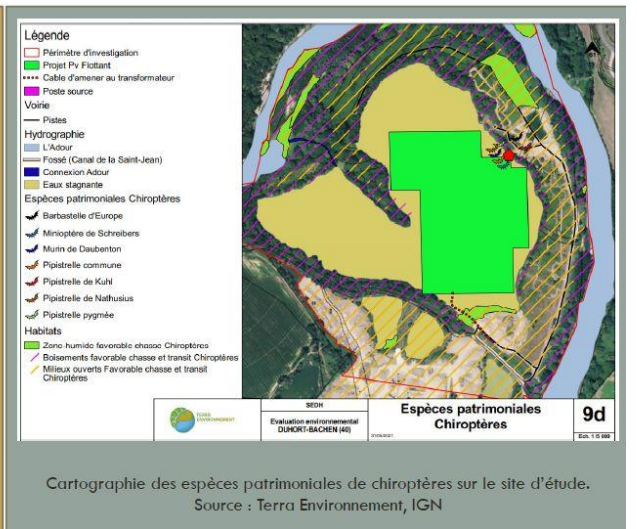 Légende
Périmètre d'investigation
Projet Pv Flottant
Cable d'amener au transformateur
Poste source
Voirie
Pistes
Hydrographie
L'Adour
Fossé (Canal de la Saint-Jean)
Connexion Adour
Eaux stagnante
Espèces patrimoniales Chiroptères
Barbastelle d'Europe
Minioptère de Schreibers
Murin de Daubenton
Pipistrelle commune
Pipistrelle de Kuhl
Pipistrelle de Nathusius
Pipistrelle pygmée
Habitats
Zone-humide favorable chasse Chiroptères
Boisements favorable chasse et transit Chiroptères
Milieux ouverts Favorable chasse et transit
Chiroptères
TERRA
ENVIRONNEMENT
SEDH
Evaluation environnemental
DUHORT-BACHEN (40)
Espèces patrimoniales
Chiroptères
9d
Cartographie des espèces patrimoniales de chiroptères sur le site d'étude.
Source : Terra Environnement, IGN